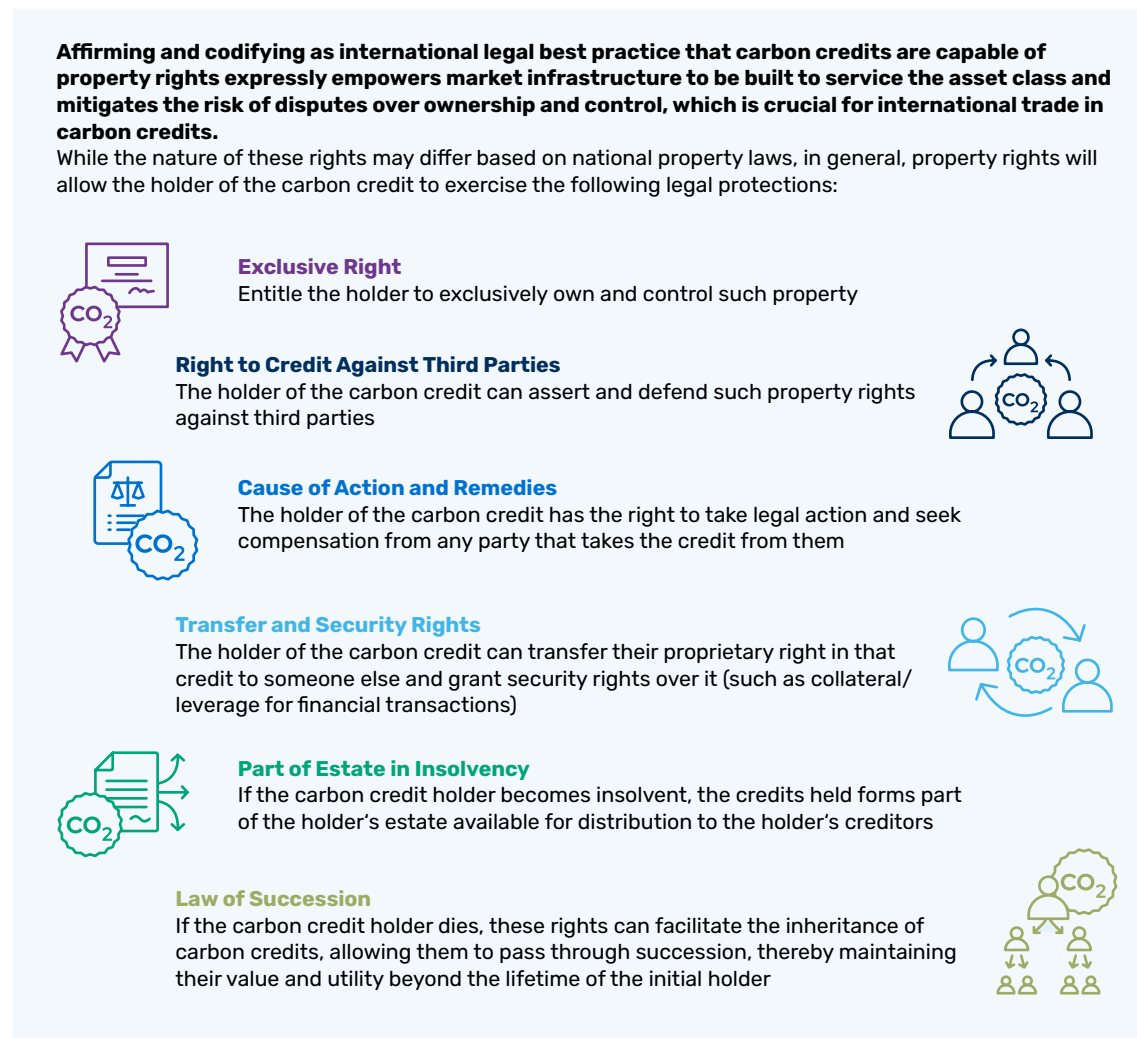 Affirming and codifying as international legal best practice that carbon credits are capable of
property rights expressly empowers market infrastructure to be built to service the asset class and
mitigates the risk of disputes over ownership and control, which is crucial for international trade in
carbon credits.
While the nature of these rights may differ based on national property laws, in general, property rights will
allow the holder of the carbon credit to exercise the following legal protections:
CO2
Exclusive Right
Entitle the holder to exclusively own and control such property
Right to Credit Against Third Parties
The holder of the carbon credit can assert and defend such property rights
against third parties
CO2
CO2
Cause of Action and Remedies
The holder of the carbon credit has the right to take legal action and seek
compensation from any party that takes the credit from them
Transfer and Security Rights
The holder of the carbon credit can transfer their proprietary right in that
credit to someone else and grant security rights over it (such as collateral/
leverage for financial transactions)
CO2
CO2
Part of Estate in Insolvency
If the carbon credit holder becomes insolvent, the credits held forms part
of the holder‘s estate available for distribution to the holder‘s creditors
Law of Succession
If the carbon credit holder dies, these rights can facilitate the inheritance of
carbon credits, allowing them to pass through succession, thereby maintaining
their value and utility beyond the lifetime of the initial holder
CO2